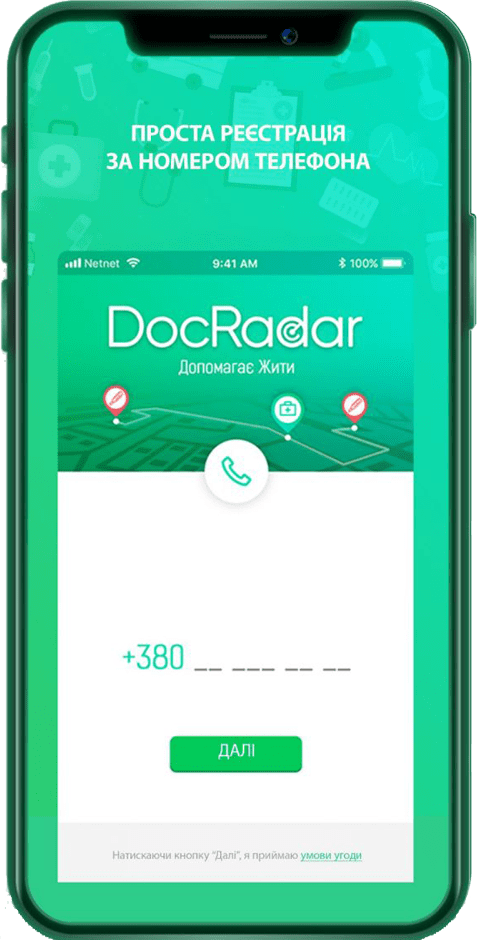 ПРОСТА РЕЄСТРАЦІЯ
ЗА НОМЕРОМ ТЕЛЕФОНА
Netnet 9:41 AM 100%
DocRadar
Допомагає Жити
+380 __ ___ __ __
ДАЛІ
Натискаючи кнопку "Далі", я приймаю умови угоди